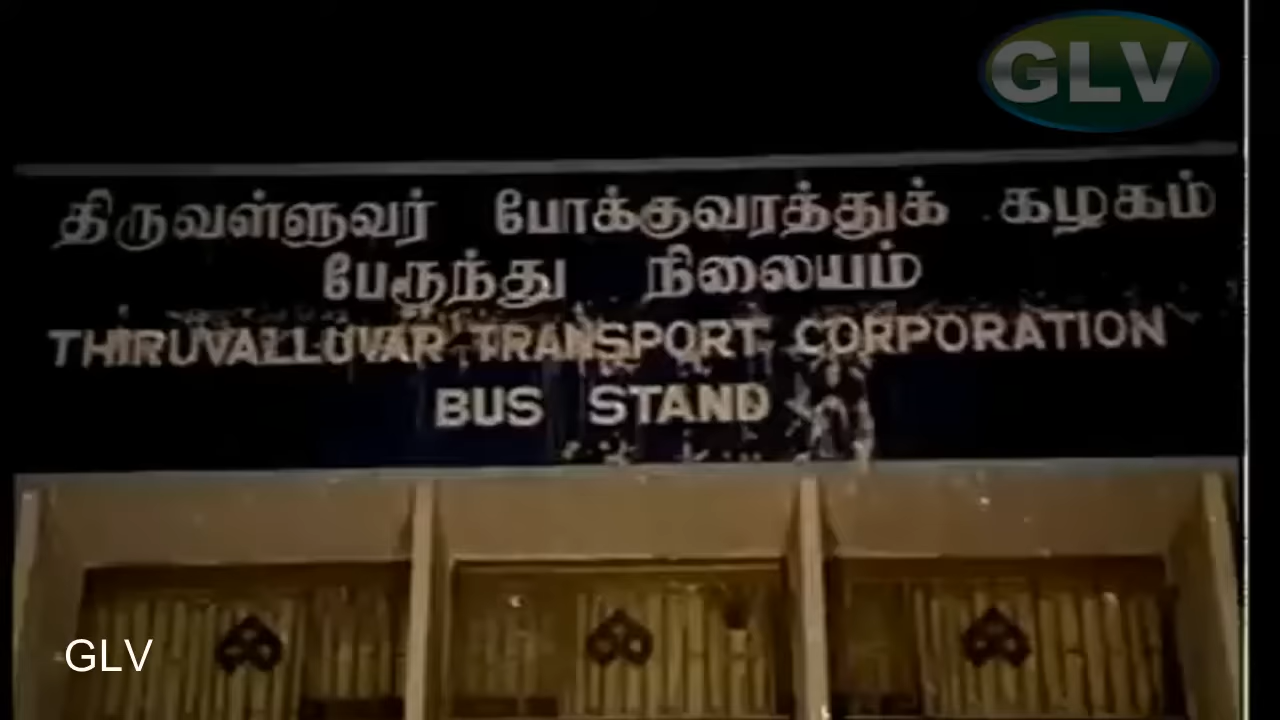 GLV
திருவள்ளுவர் போக்குவரத்துக் கழகம்
பேருந்து நிலையம்
THIRUVALLUVAR TRANSPORT CORPORATION
BUS STAND
GLV